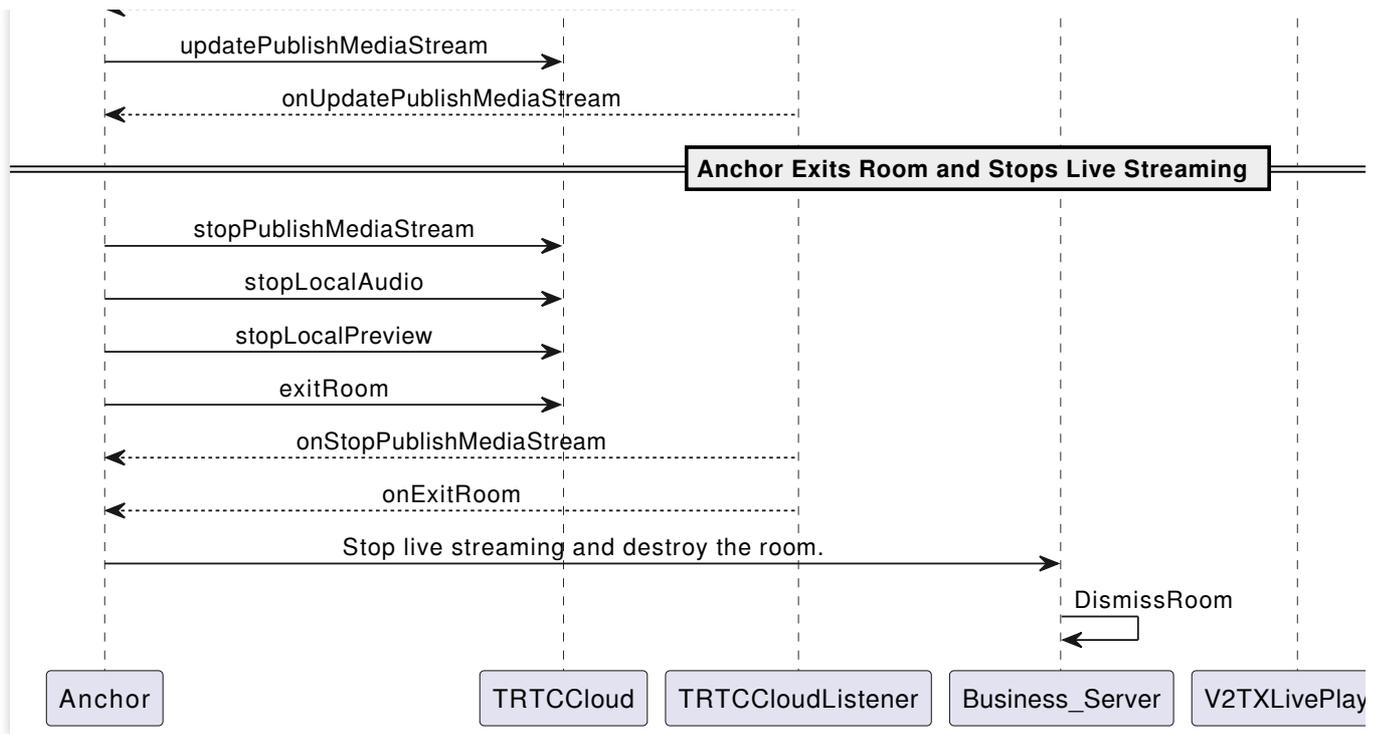 updatePublishMediaStream
onUpdatePublishMediaStream
Anchor Exits Room and Stops Live Streaming
stopPublishMediaStream
stopLocalAudio
stopLocalPreview
exitRoom
onStopPublishMediaStream
onExitRoom
Stop live streaming and destroy the room.
DismissRoom
Anchor TRTCCloud TRTCCloudListener Business_Server V2TXLivePlay